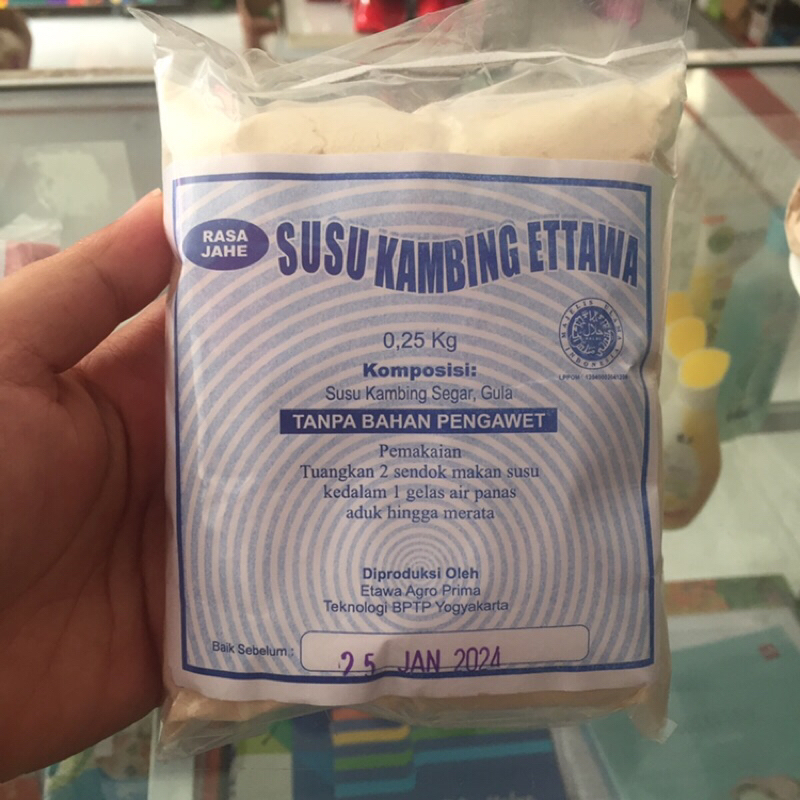 RASA
JAHE
SUSU KAMBING ETTAWA
0,25 Kg
Komposisi:
Susu Kambing Segar, Gula
TANPA BAHAN PENGAWET
Pemakaian
Tuangkan 2 sendok makan susu
kedalam 1 gelas air panas
aduk hingga merata
Diproduksi Oleh
Etawa Agro Prima
Teknologi BPTP Yogyakarta
Baik Sebelum :
25 JAN 2024